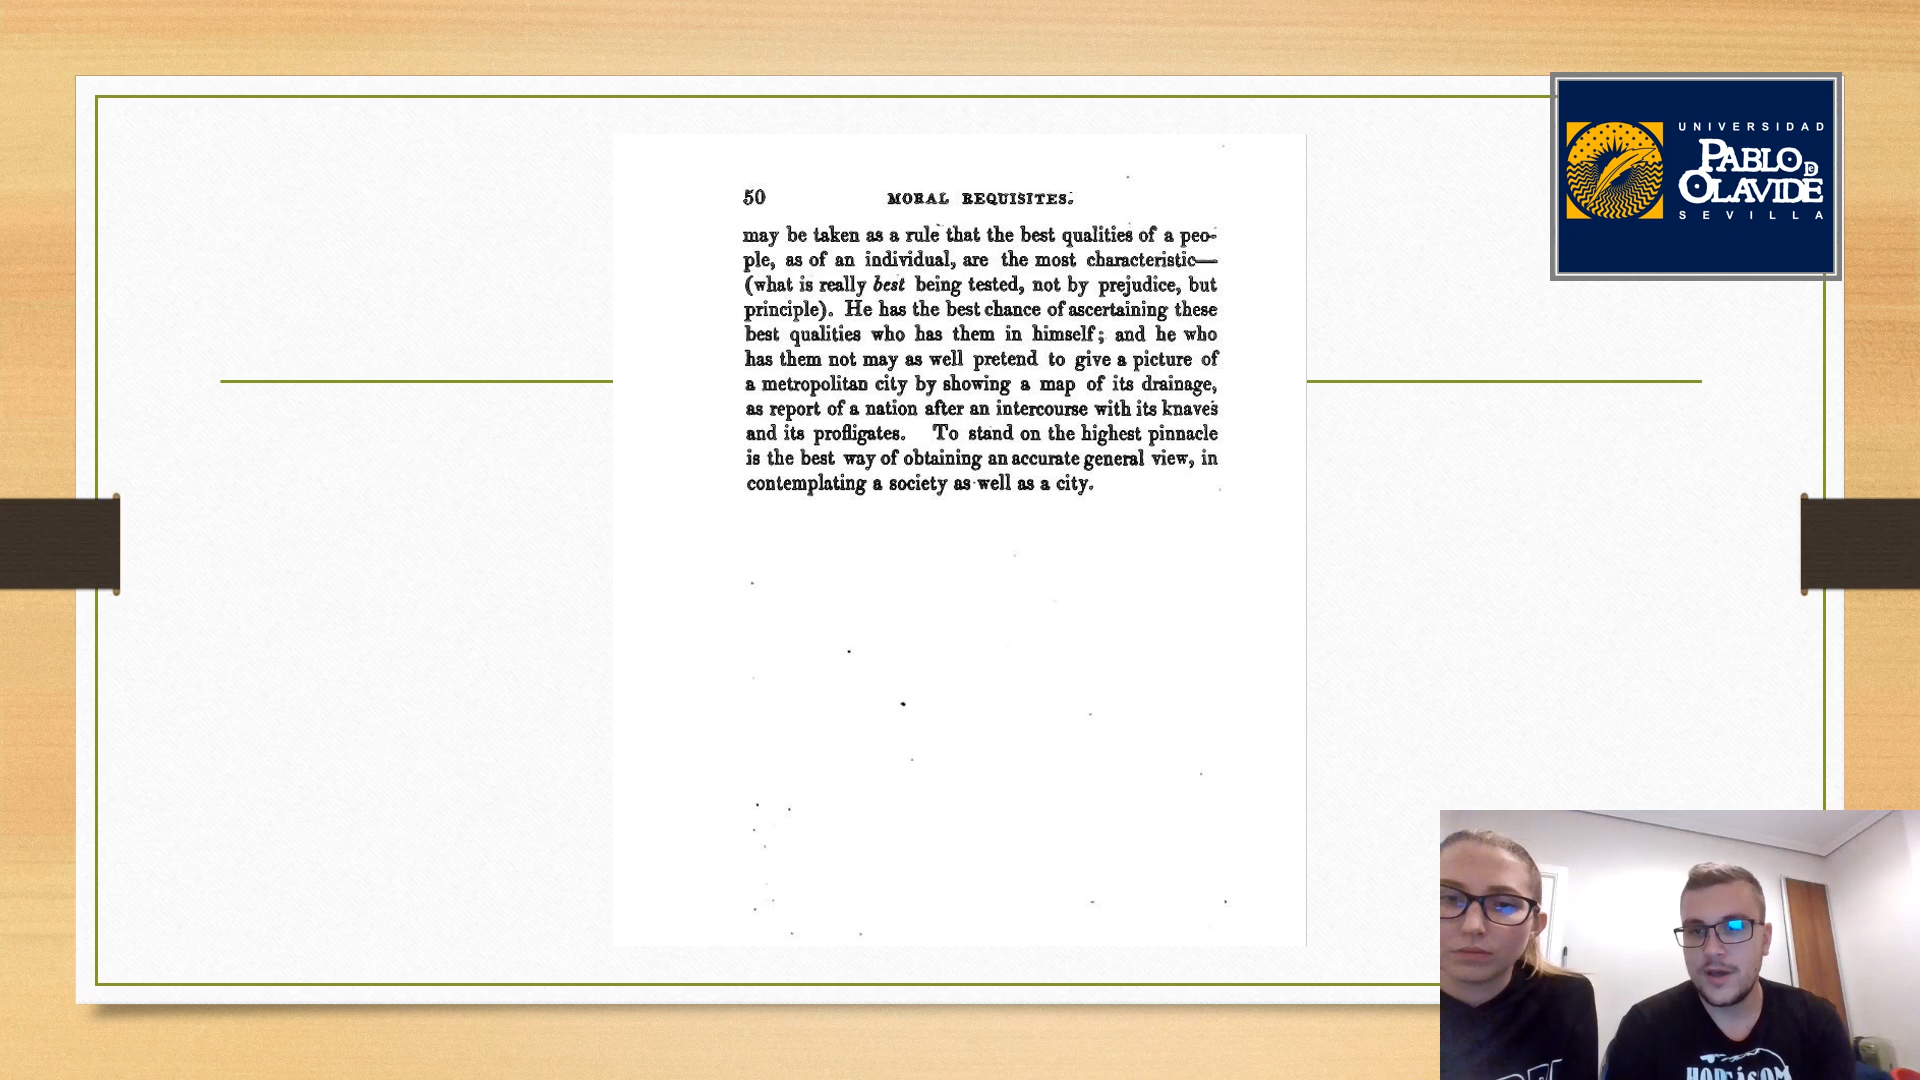 50 MORAL REQUISITES.
may be taken as a rule that the best qualities of a peo-
ple, as of an individual, are the most characteristic—
(what is really best being tested, not by prejudice, but
principle). He has the best chance of ascertaining these
best qualities who has them in himself; and he who
has them not may as well pretend to give a picture of
a metropolitan city by showing a map of its drainage,
as report of a nation after an intercourse with its knaves
and its profligates. To stand on the highest pinnacle
is the best way of obtaining an accurate general view, in
contemplating a society as well as a city.
UNIVERSIDAD
PABLO DE
OLAVIDE
SEVILLA